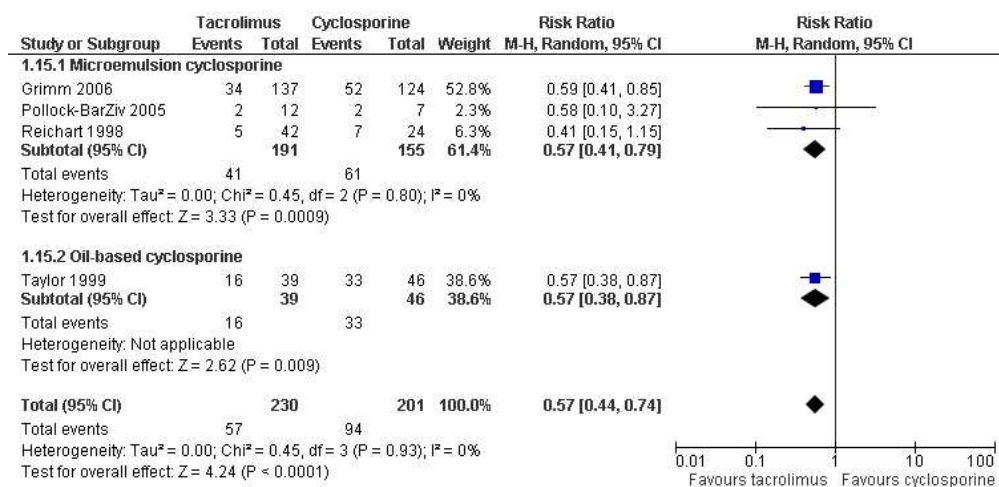 Tacrolimus Cyclosporine Risk Ratio Risk Ratio
Study or Subgroup Events Total Events Total Weight M-H, Random, 95% CI M-H, Random, 95% CI
1.15.1 Microemulsion cyclosporine
Grimm 2006 34 137 52 124 52.8% 0.59 [0.41, 0.85]
Pollock-BarZiv 2005 2 12 2 7 2.3% 0.58 [0.10, 3.27]
Reichart 1998 5 42 7 24 6.3% 0.41 [0.15, 1.15]
Subtotal (95% CI) 191 155 61.4% 0.57 [0.41, 0.79]
Total events 41 61
Heterogeneity: Tau² = 0.00; Chi² = 0.45, df = 2 (P = 0.80); I² = 0%
Test for overall effect: Z = 3.33 (P = 0.0009)
1.15.2 Oil-based cyclosporine
Taylor 1999 16 39 33 46 38.6% 0.57 [0.38, 0.87]
Subtotal (95% CI) 39 46 38.6% 0.57 [0.38, 0.87]
Total events 16 33
Heterogeneity: Not applicable
Test for overall effect: Z = 2.62 (P = 0.009)
Total (95% CI) 230 201 100.0% 0.57 [0.44, 0.74]
Total events 57 94
Heterogeneity: Tau² = 0.00; Chi² = 0.45, df = 3 (P = 0.93); I² = 0%
Test for overall effect: Z = 4.24 (P < 0.0001)
0.01 0.1 1 10 100
Favours tacrolimus Favours cyclosporine